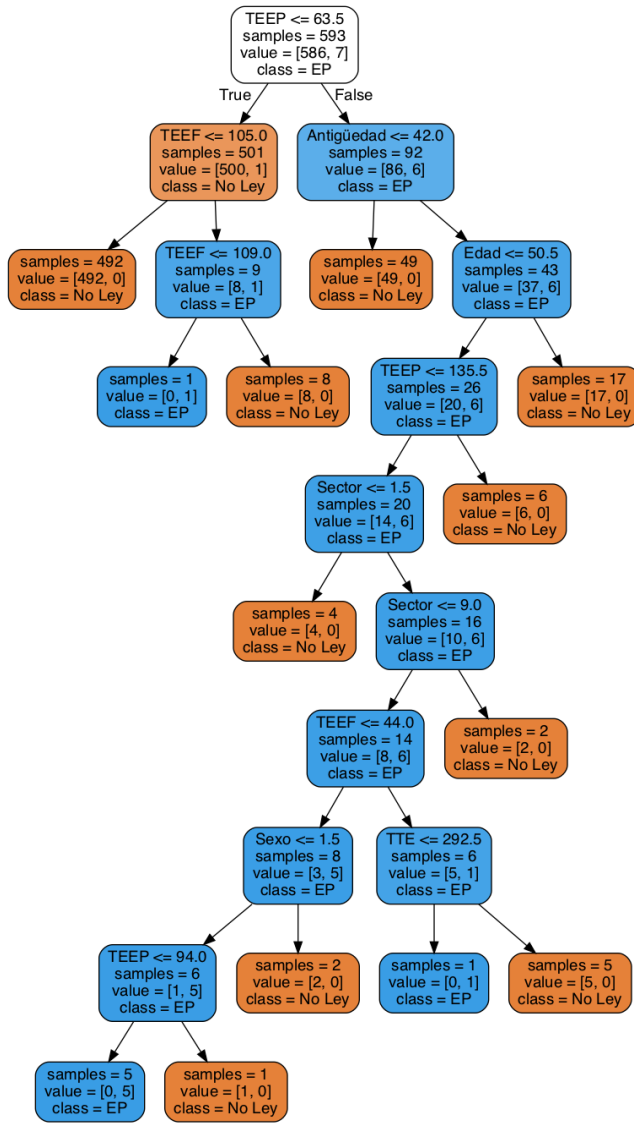 TEEP <= 63.5
samples = 593
value = [586, 7]
class = EP
True
False
TEEF <= 105.0
samples = 501
value = [500, 1]
class = No Ley
Antigüedad <= 42.0
samples = 92
value = [86, 6]
class = EP
samples = 492
value = [492, 0]
class = No Ley
TEEF <= 109.0
samples = 9
value = [8, 1]
class = EP
samples = 49
value = [49, 0]
class = No Ley
Edad <= 50.5
samples = 43
value = [37, 6]
class = EP
samples = 1
value = [0, 1]
class = EP
samples = 8
value = [8, 0]
class = No Ley
TEEP <= 135.5
samples = 26
value = [20, 6]
class = EP
samples = 17
value = [17, 0]
class = No Ley
Sector <= 1.5
samples = 20
value = [14, 6]
class = EP
samples = 6
value = [6, 0]
class = No Ley
samples = 4
value = [4, 0]
class = No Ley
Sector <= 9.0
samples = 16
value = [10, 6]
class = EP
TEEF <= 44.0
samples = 14
value = [8, 6]
class = EP
samples = 2
value = [2, 0]
class = No Ley
Sexo <= 1.5
samples = 8
value = [3, 5]
class = EP
TTE <= 292.5
samples = 6
value = [5, 1]
class = EP
TEEP <= 94.0
samples = 6
value = [1, 5]
class = EP
samples = 2
value = [2, 0]
class = No Ley
samples = 1
value = [0, 1]
class = EP
samples = 5
value = [5, 0]
class = No Ley
samples = 5
value = [0, 5]
class = EP
samples = 1
value = [1, 0]
class = No Ley